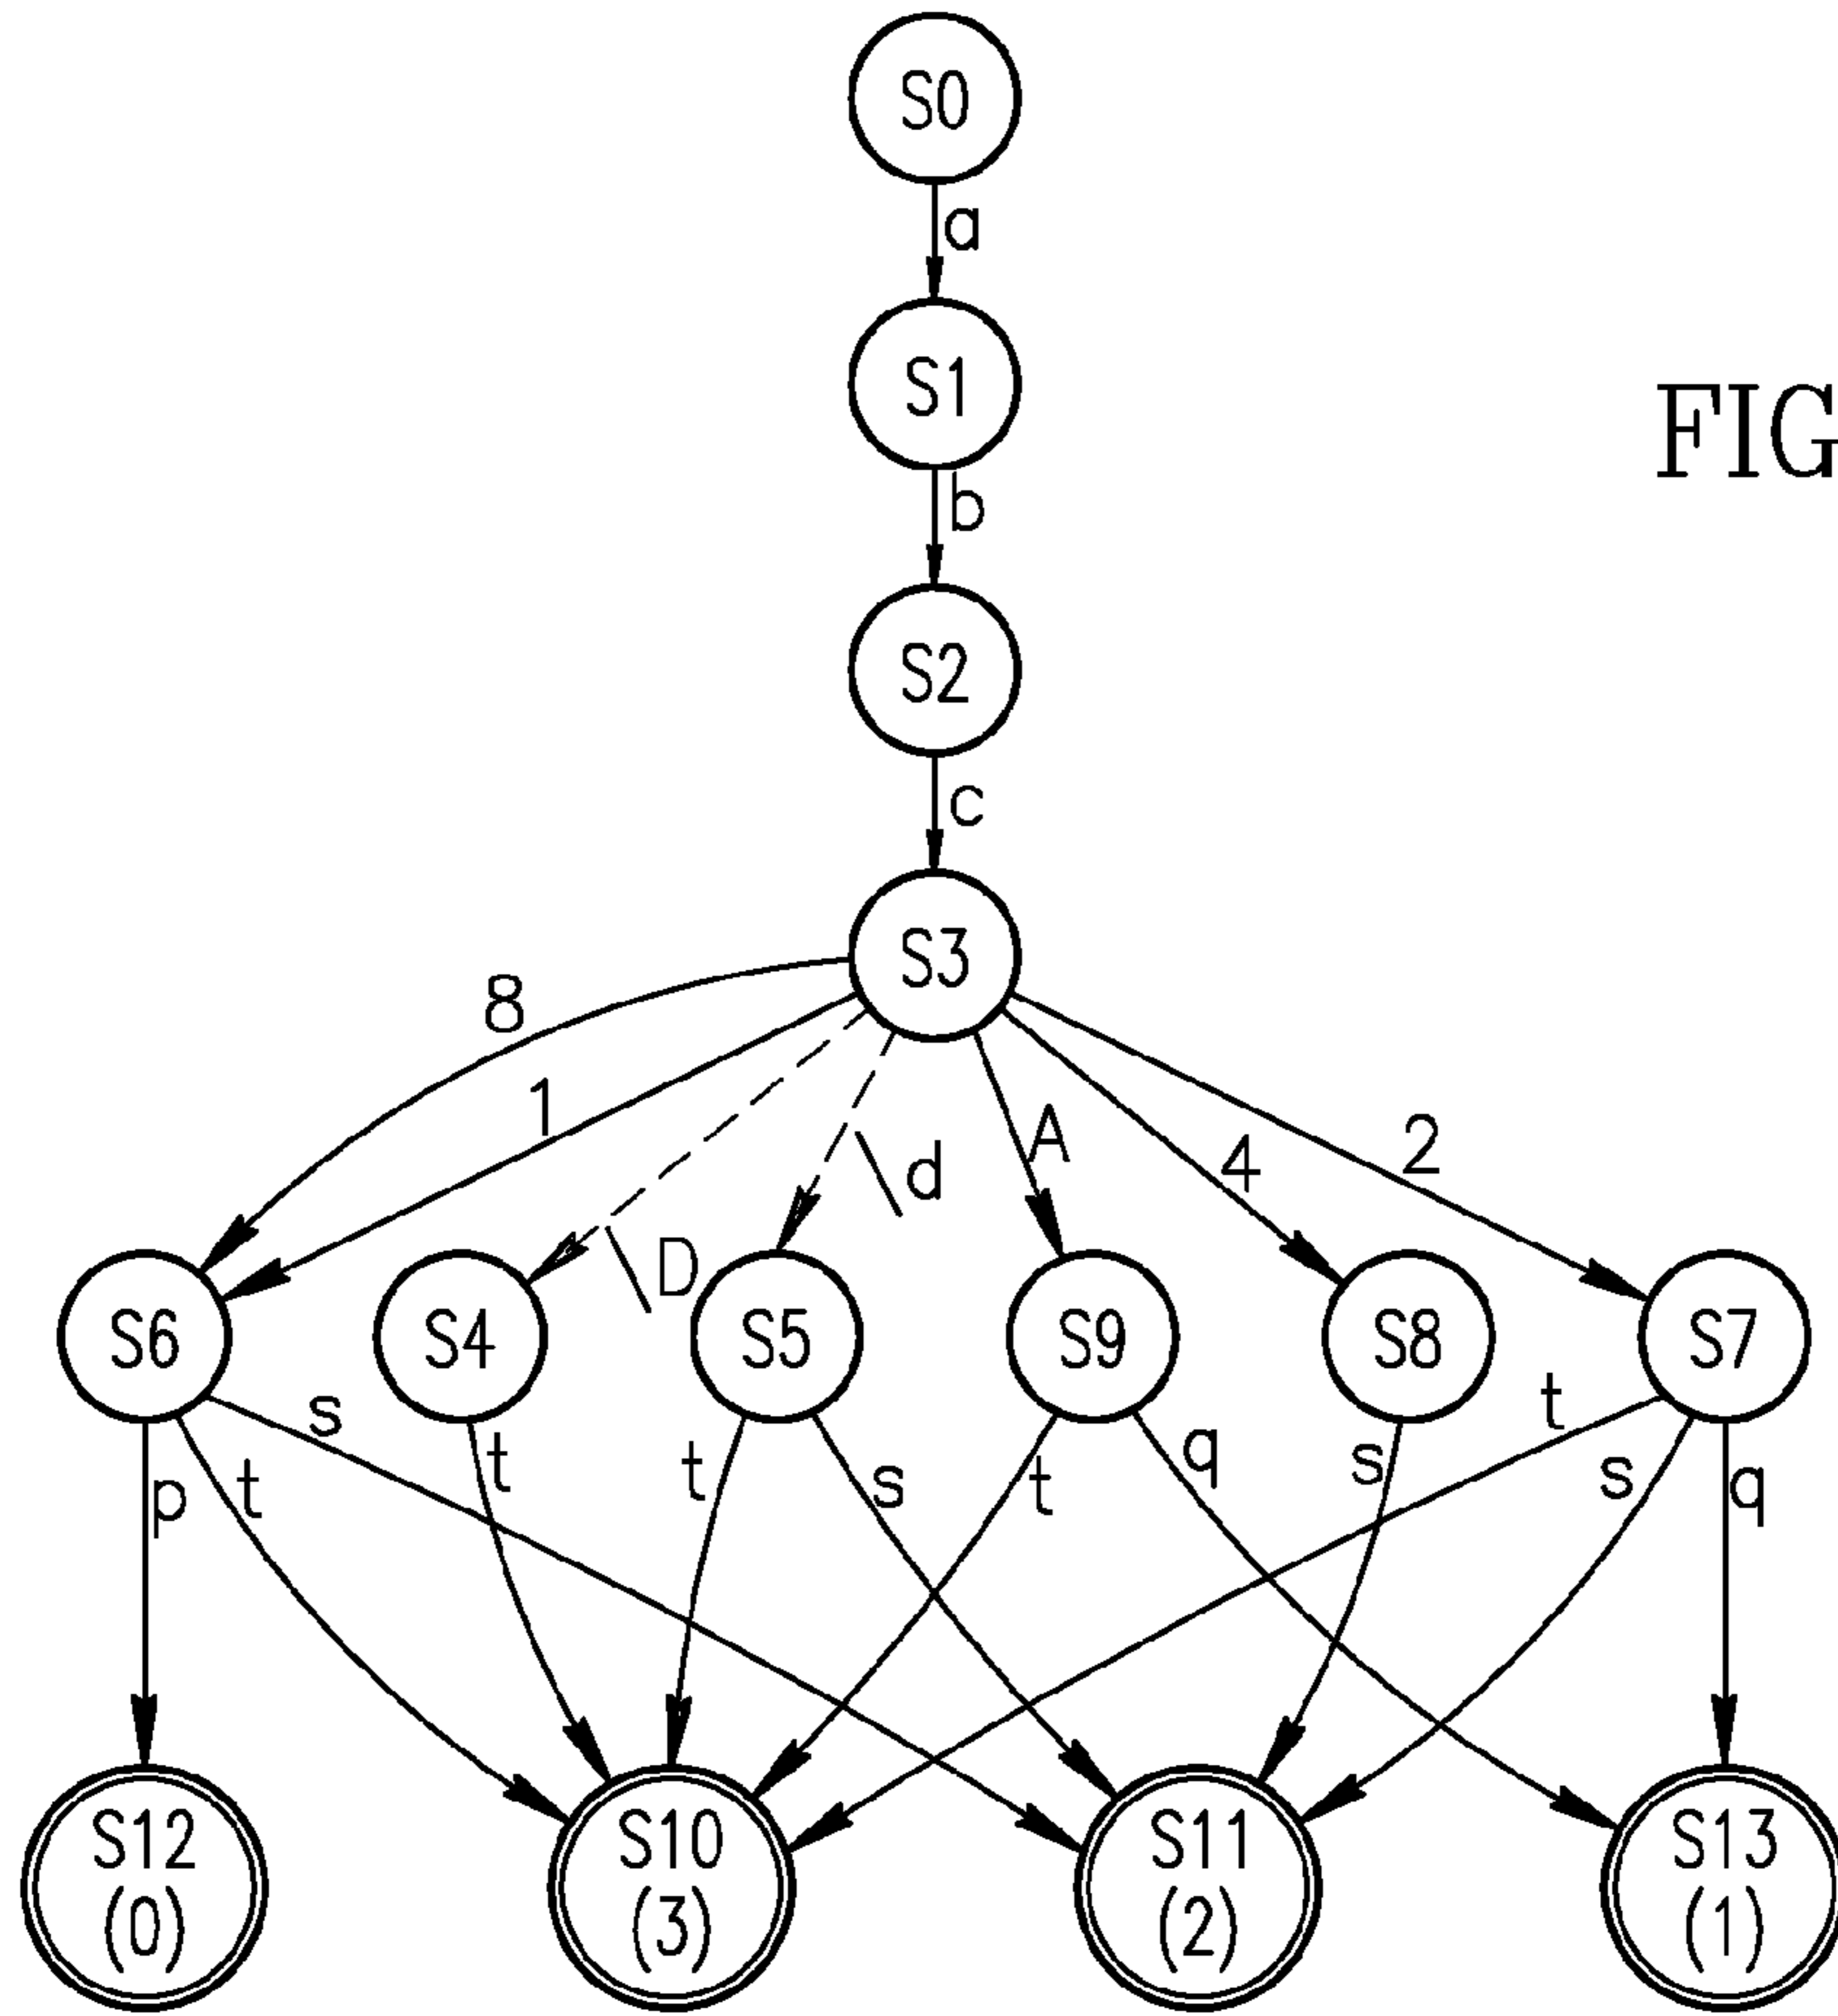 S0
a
S1
FIG
b
S2
c
S3
8
1
A
2
4
\d
\D
S6
S4
S5
S9
S8
S7
s
t
t
t
s
t
q
s
t
s
q
p
S12
(0)
S10
(3)
S11
(2)
S13
(1)